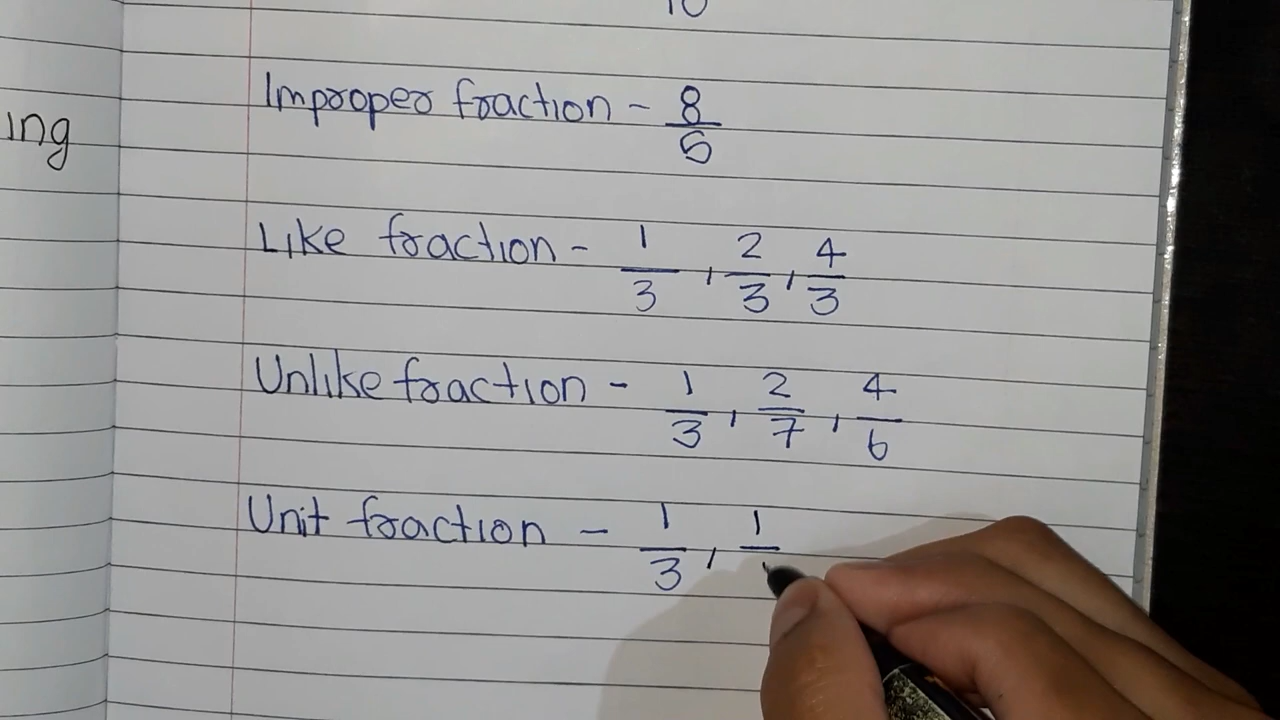 10
ing
Improper fraction - 8/5
Like fraction - 1/3, 2/3, 4/3
Unlike fraction - 1/3, 2/7, 4/6
Unit fraction - 1/3, 1/